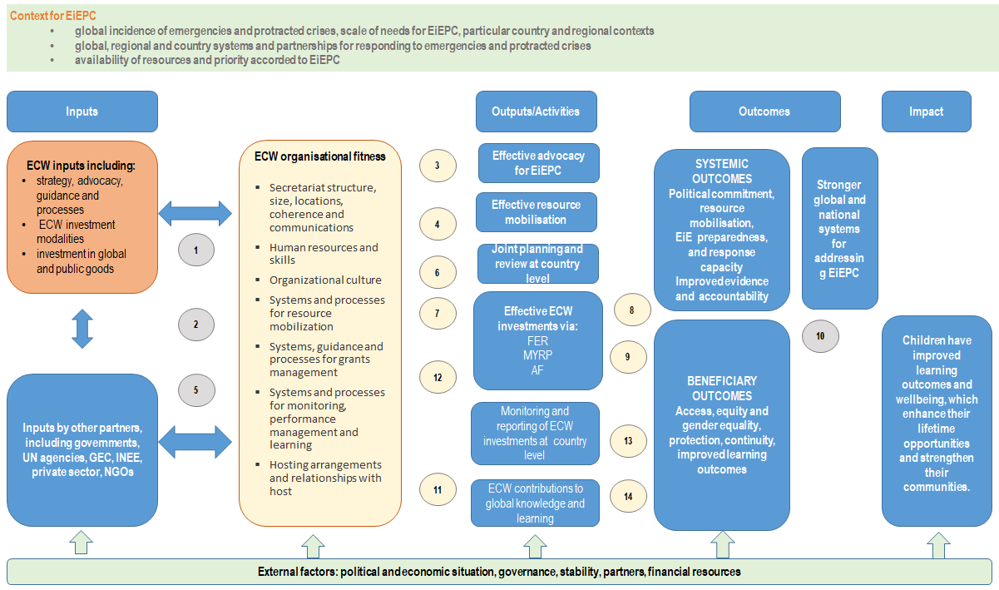 Context for EiEPC
• global incidence of emergencies and protracted crises, scale of needs for EiEPC, particular country and regional contexts
• global, regional and country systems and partnerships for responding to emergencies and protracted crises
• availability of resources and priority accorded to EiEPC
Inputs
Outputs/Activities
Outcomes
Impact
ECW inputs including:
• strategy, advocacy,
guidance and
processes
• ECW investment
modalities
• investment in global
and public goods
1
2
5
Inputs by other partners,
including governments,
UN agencies, GEC, INEE,
private sector, NGOs
ECW organisational fitness
▪ Secretariat structure,
size, locations,
coherence and
communications
▪ Human resources and
skills
▪ Organizational culture
▪ Systems and processes
for resource
mobilization
▪ Systems, guidance and
processes for grants
management
▪ Systems and processes
for monitoring,
performance
management and
learning
▪ Hosting arrangements
and relationships with
host
3
4
6
7
12
11
Effective advocacy
for EiEPC
Effective resource
mobilisation
Joint planning and
review at country
level
Effective ECW
investments via:
FER
MYRP
AF
Monitoring and
reporting of ECW
investments at country
level
ECW contributions to
global knowledge and
learning
8
9
13
14
SYSTEMIC
OUTCOMES
Political commitment,
resource
mobilisation,
EiE preparedness,
and response
capacity
Improved evidence
and accountability
BENEFICIARY
OUTCOMES
Access, equity and
gender equality,
protection, continuity,
improved learning
outcomes
Stronger
global and
national
systems
for
addressin
g EiEPC
10
Children have
improved
learning
outcomes and
wellbeing, which
enhance their
lifetime
opportunities
and strengthen
their
communities.
External factors: political and economic situation, governance, stability, partners, financial resources